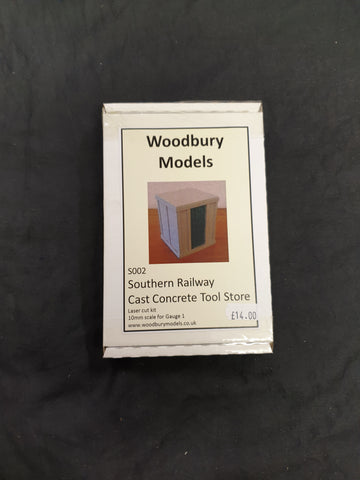 Woodbury
Models
S002
Southern Railway
Cast Concrete Tool Store
Laser cut kit
10mm scale for Gauge 1
www.woodburymodels.co.uk
£14.00